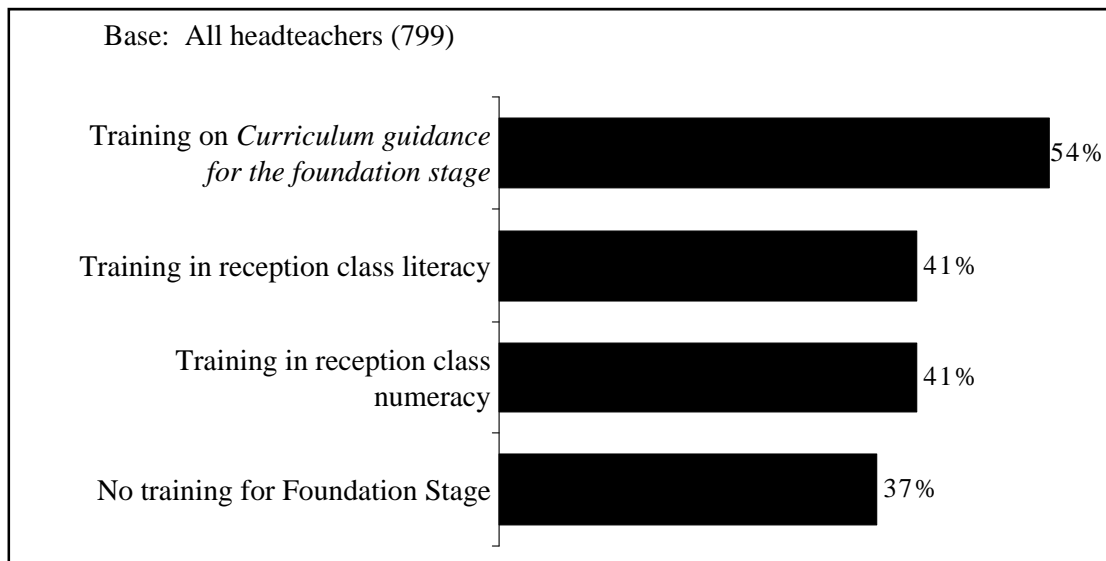 Base: All headteachers (799)
Training on Curriculum guidance
for the foundation stage
54%
Training in reception class literacy
41%
Training in reception class
numeracy
41%
No training for Foundation Stage
37%